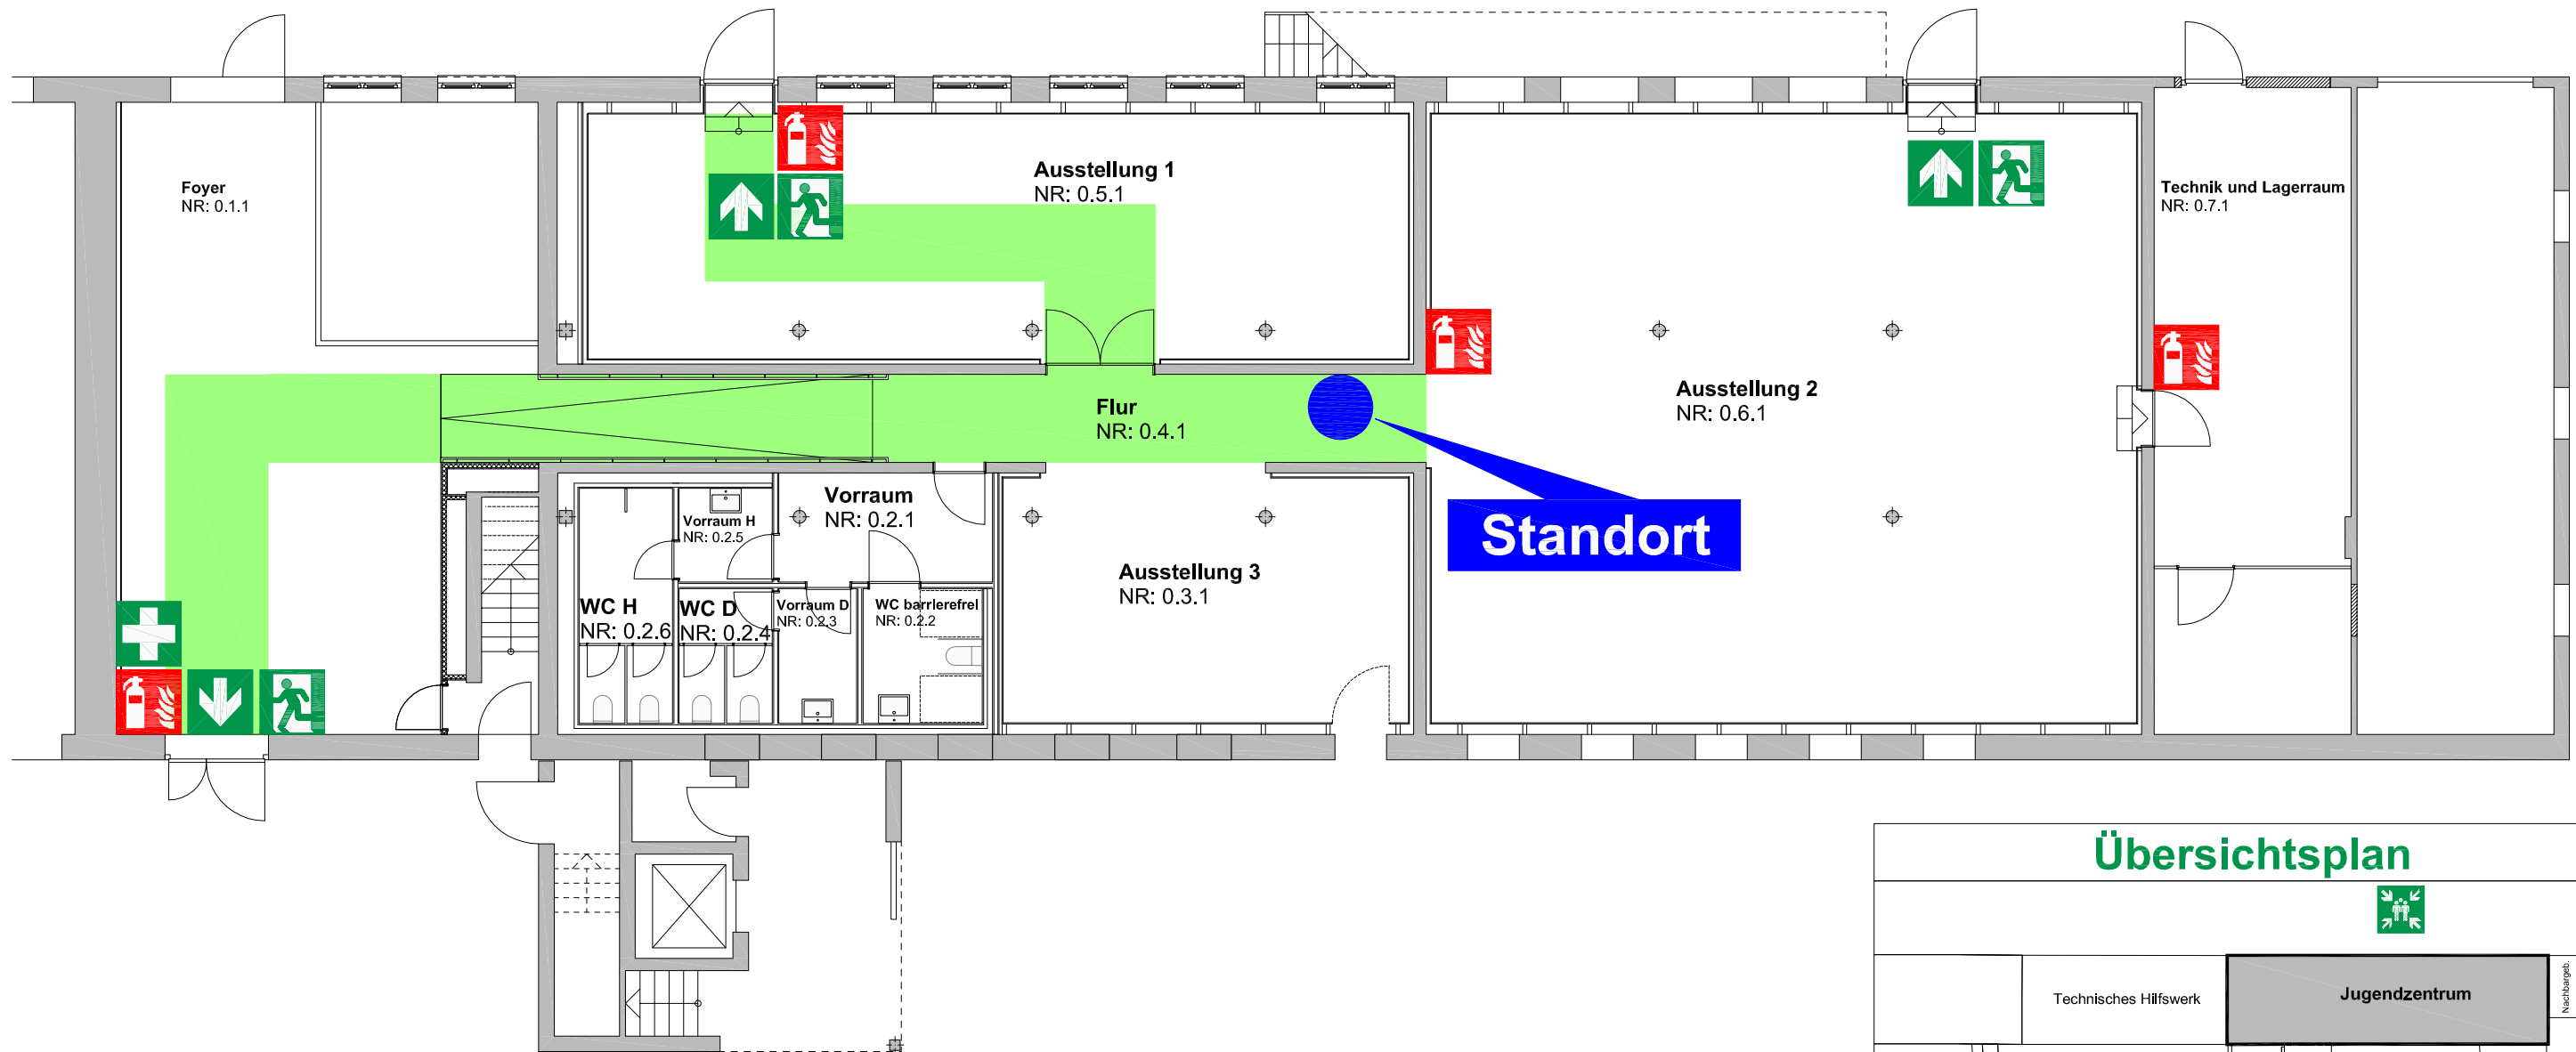 Foyer
NR: 0.1.1
Ausstellung 1
NR: 0.5.1
Technik und Lagerraum
NR: 0.7.1
Flur
NR: 0.4.1
Ausstellung 2
NR: 0.6.1
Vorraum
NR: 0.2.1
Vorraum H
NR: 0.2.5
Standort
Ausstellung 3
NR: 0.3.1
WC H
NR: 0.2.6
WC D
NR: 0.2.4
Vorraum D
NR: 0.2.3
WC barrierefrei
NR: 0.2.2
Übersichtsplan
Technisches Hilfswerk
Jugendzentrum
Nachbargeb.